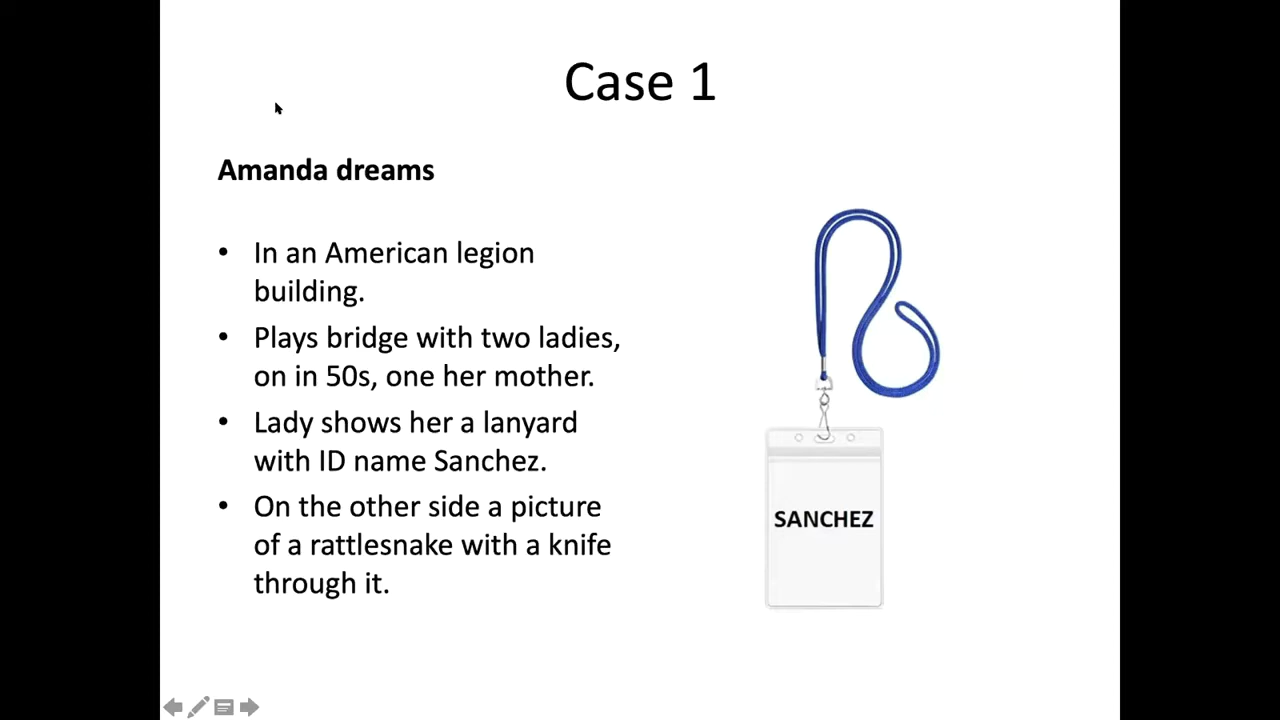 Case 1
Amanda dreams
• In an American legion
building.
• Plays bridge with two ladies,
on in 50s, one her mother.
• Lady shows her a lanyard
with ID name Sanchez.
• On the other side a picture
of a rattlesnake with a knife
through it.
SANCHEZ